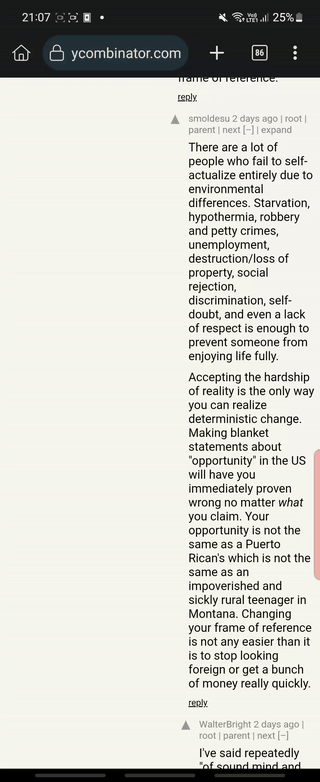 21:07
25%
ycombinator.com
86
frame of reference.
reply
smoldesu 2 days ago | root |
parent | next [–] | expand
There are a lot of
people who fail to self-
actualize entirely due to
environmental
differences. Starvation,
hypothermia, robbery
and petty crimes,
unemployment,
destruction/loss of
property, social
rejection,
discrimination, self-
doubt, and even a lack
of respect is enough to
prevent someone from
enjoying life fully.
Accepting the hardship
of reality is the only way
you can realize
deterministic change.
Making blanket
statements about
"opportunity" in the US
will have you
immediately proven
wrong no matter what
you claim. Your
opportunity is not the
same as a Puerto
Rican's which is not the
same as an
impoverished and
sickly rural teenager in
Montana. Changing
your frame of reference
is not any easier than it
is to stop looking
foreign or get a bunch
of money really quickly.
reply
WalterBright 2 days ago |
root | parent | next [–]
I've said repeatedly
"of sound mind and